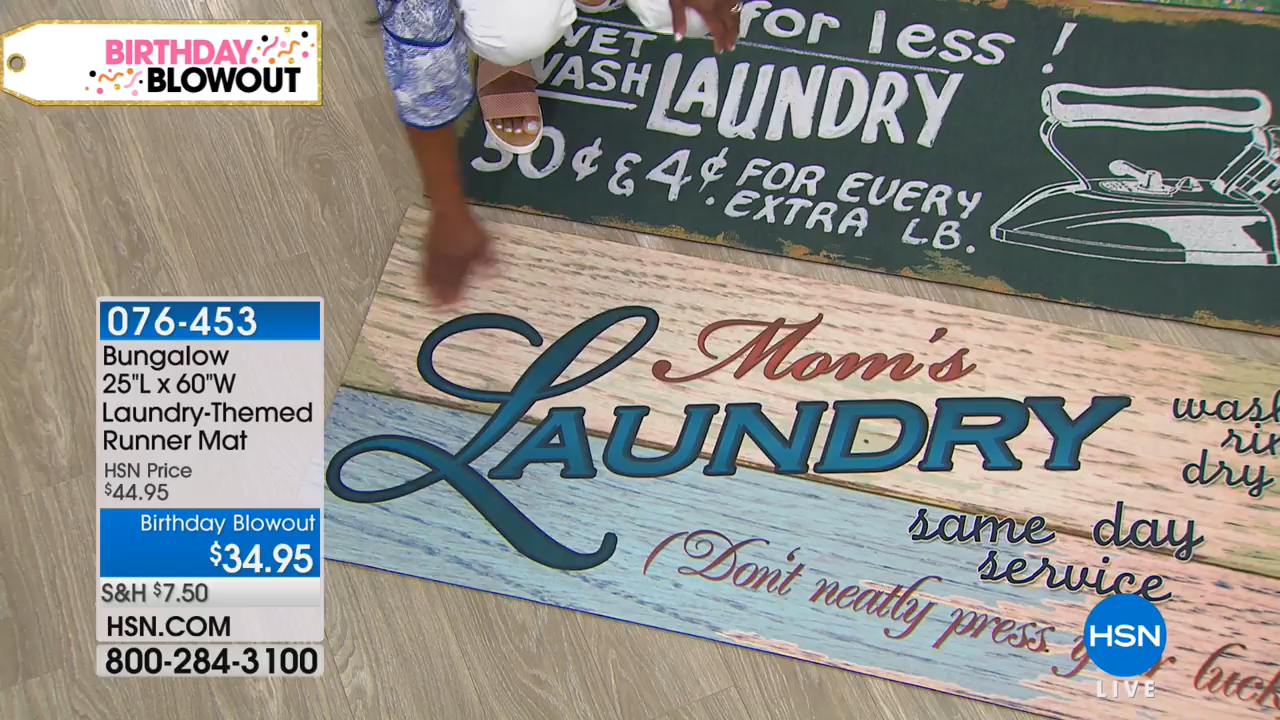 BIRTHDAY
BLOWOUT
for less !
WET
WASH LAUNDRY
50¢ & 4¢ FOR EVERY
EXTRA LB.
076-453
Bungalow
25"L x 60"W
Laundry-Themed
Runner Mat
HSN Price
$44.95
Birthday Blowout
$34.95
S&H $7.50
HSN.COM
800-284-3100
Mom's
LAUNDRY
wash
dry
same day
service
(Don't neatly press.
HSN
LIVE